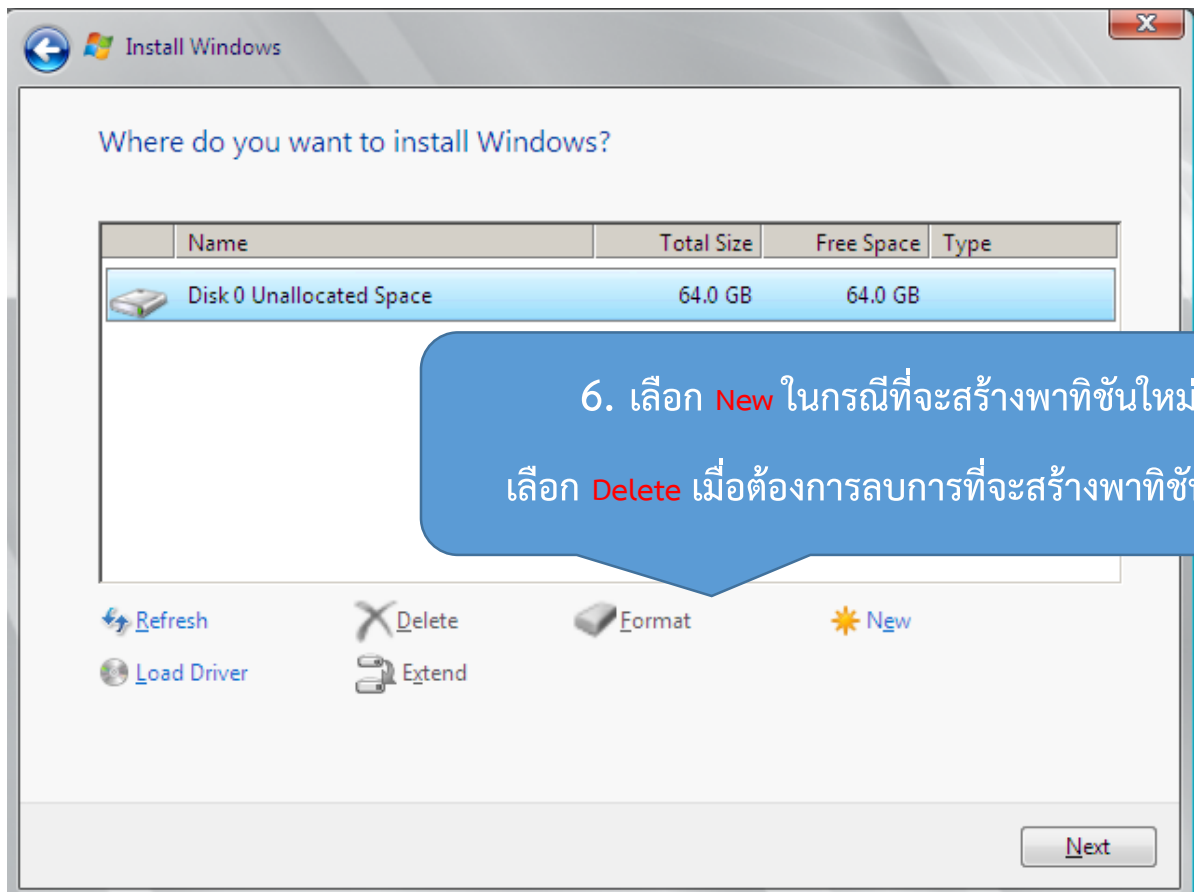 Install Windows
Where do you want to install Windows?
Name Total Size Free Space Type
Disk 0 Unallocated Space 64.0 GB 64.0 GB
6. เลือก New ในกรณีที่จะสร้างพาทิชันใหม่
เลือก Delete เมื่อต้องการลบการที่จะสร้างพาทิชัน
Refresh Delete Format New
Load Driver Extend
Next